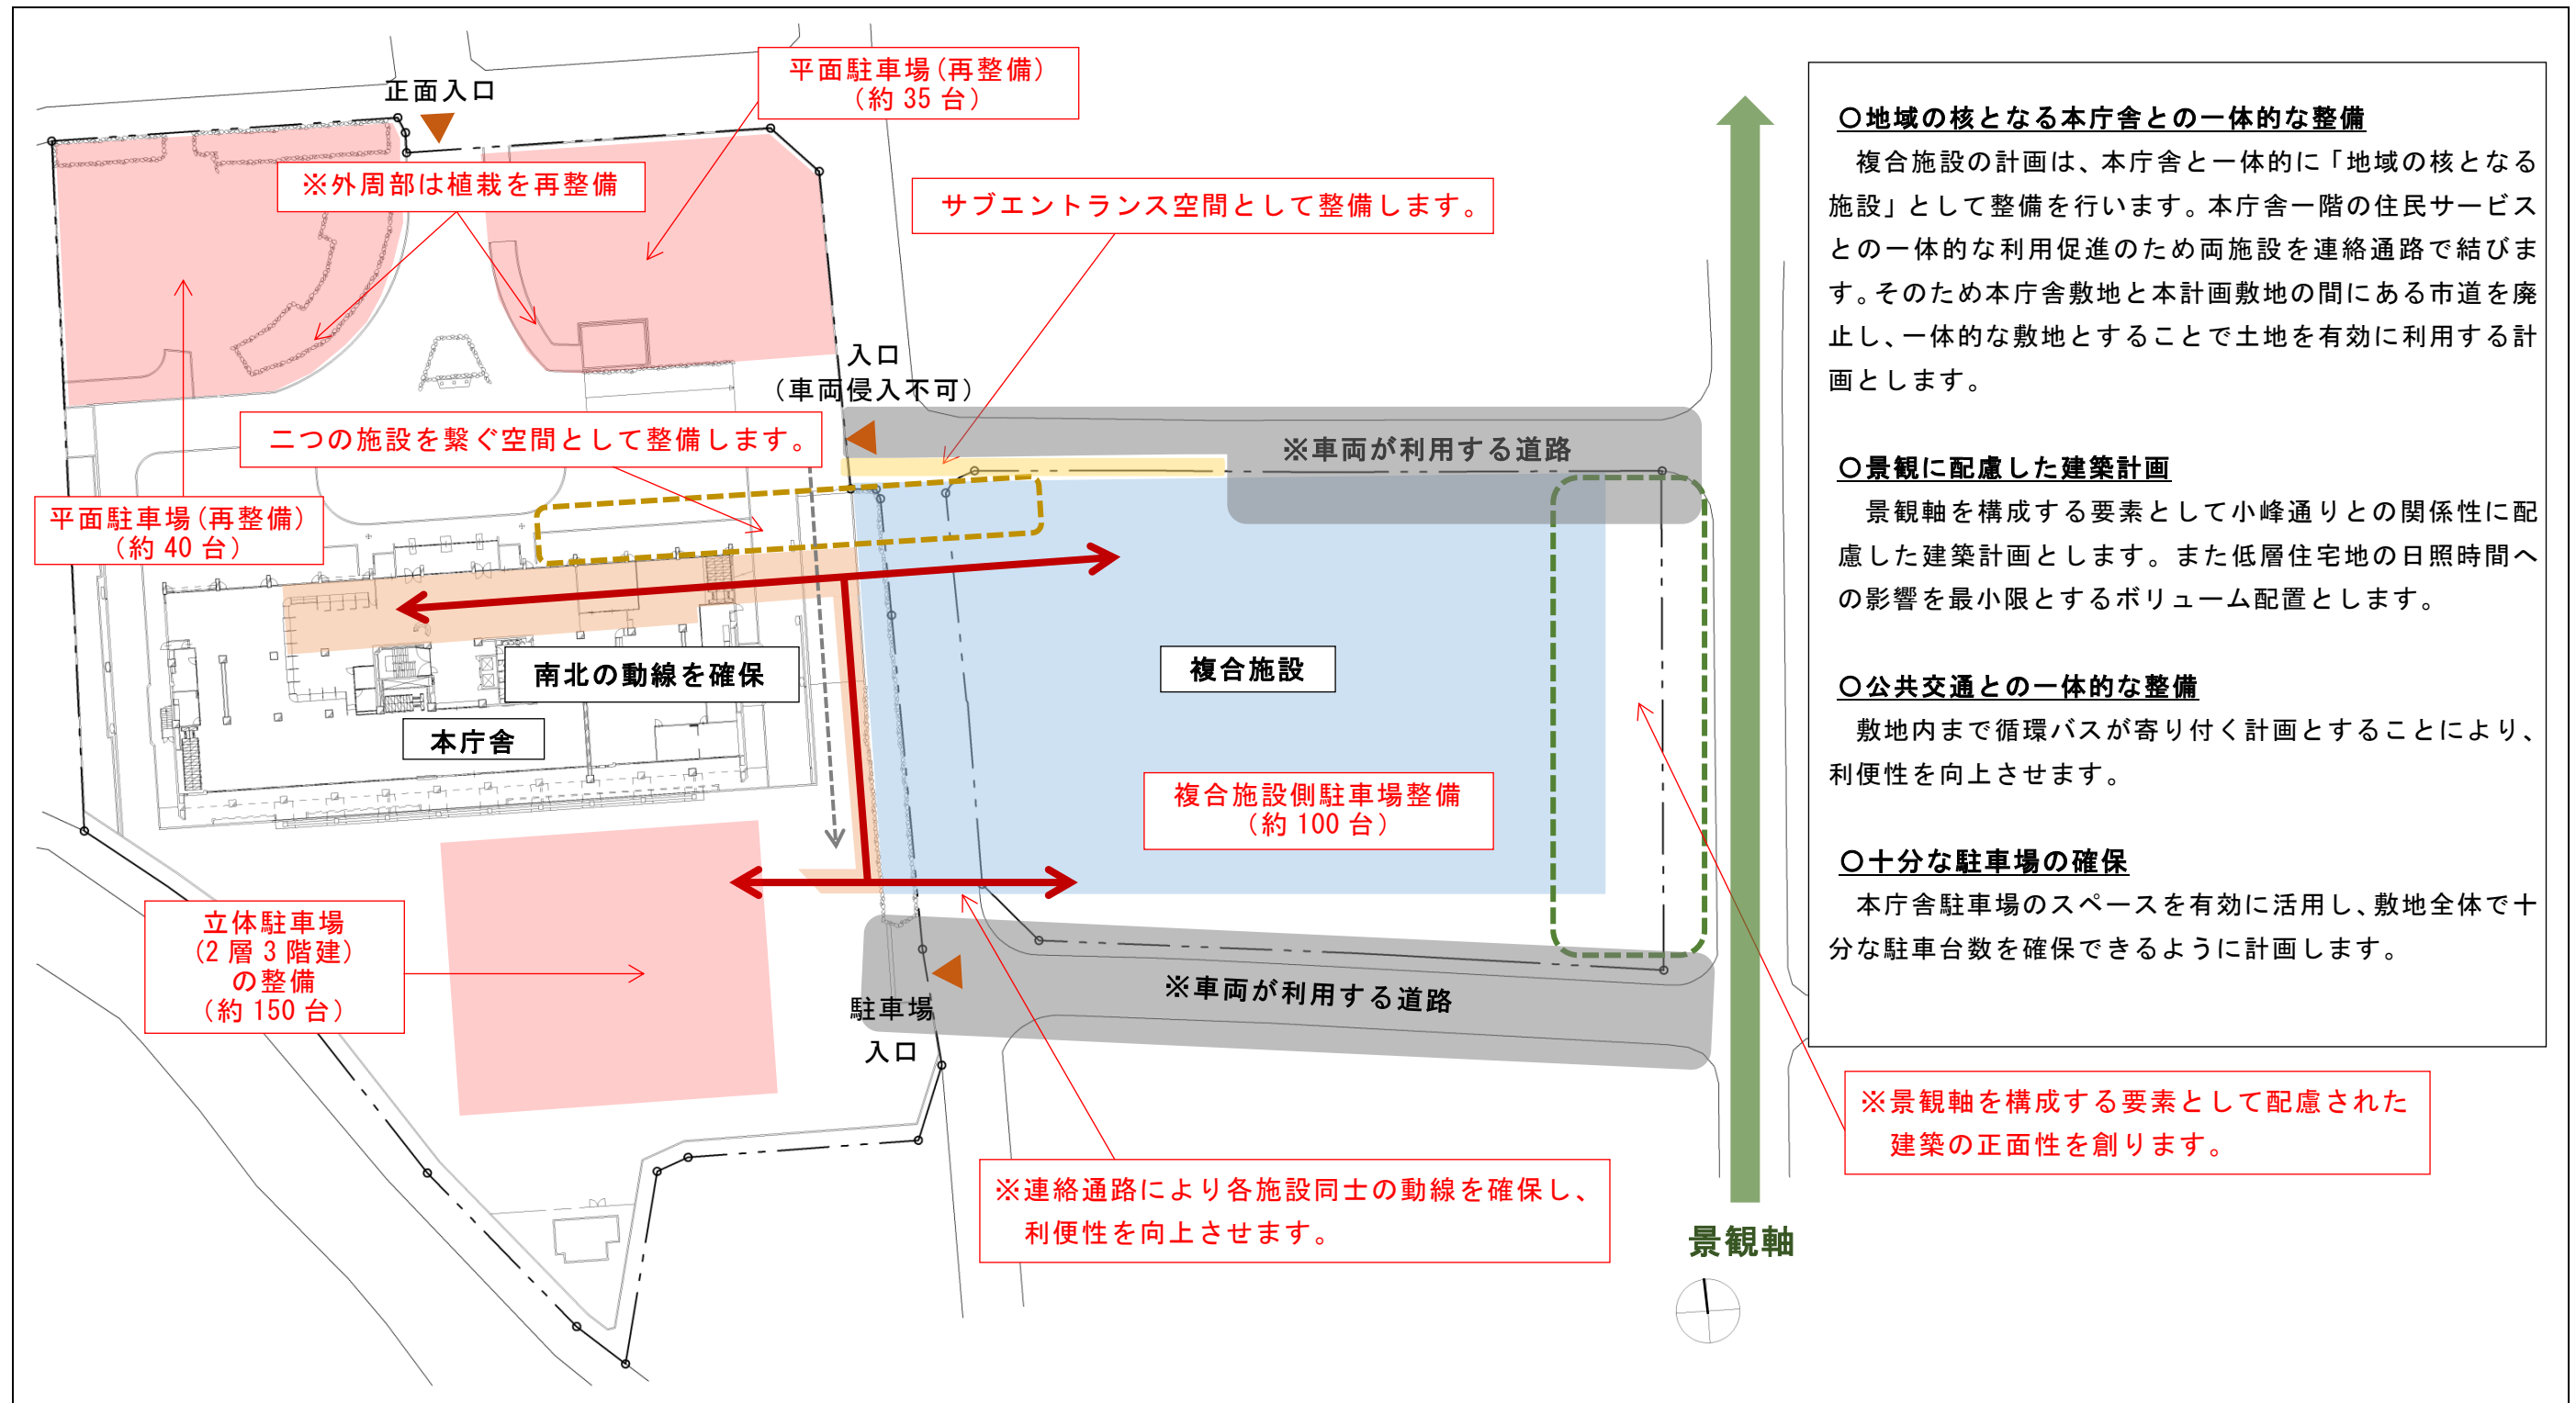 正面入口
平面駐車場(再整備)
(約 35 台)
※外周部は植栽を再整備
サブエントランス空間として整備します。
入口
(車両侵入不可)
二つの施設を繋ぐ空間として整備します。
※車両が利用する道路
平面駐車場(再整備)
(約 40 台)
南北の動線を確保
複合施設
本庁舎
複合施設側駐車場整備
(約 100 台)
立体駐車場
(2 層 3 階建)
の整備
(約 150 台)
駐車場
入口
※車両が利用する道路
※連絡通路により各施設同士の動線を確保し、
利便性を向上させます。
景観軸
〇地域の核となる本庁舎との一体的な整備
複合施設の計画は、本庁舎と一体的に「地域の核となる
施設」として整備を行います。本庁舎一階の住民サービス
との一体的な利用促進のため両施設を連絡通路で結びま
す。そのため本庁舎敷地と本計画敷地の間にある市道を廃
止し、一体的な敷地とすることで土地を有効に利用する計
画とします。
〇景観に配慮した建築計画
景観軸を構成する要素として小峰通りとの関係性に配
慮した建築計画とします。また低層住宅地の日照時間へ
の影響を最小限とするボリューム配置とします。
〇公共交通との一体的な整備
敷地内まで循環バスが寄り付く計画とすることにより、
利便性を向上させます。
〇十分な駐車場の確保
本庁舎駐車場のスペースを有効に活用し、敷地全体で十
分な駐車台数を確保できるように計画します。
※景観軸を構成する要素として配慮された
建築の正面性を創ります。